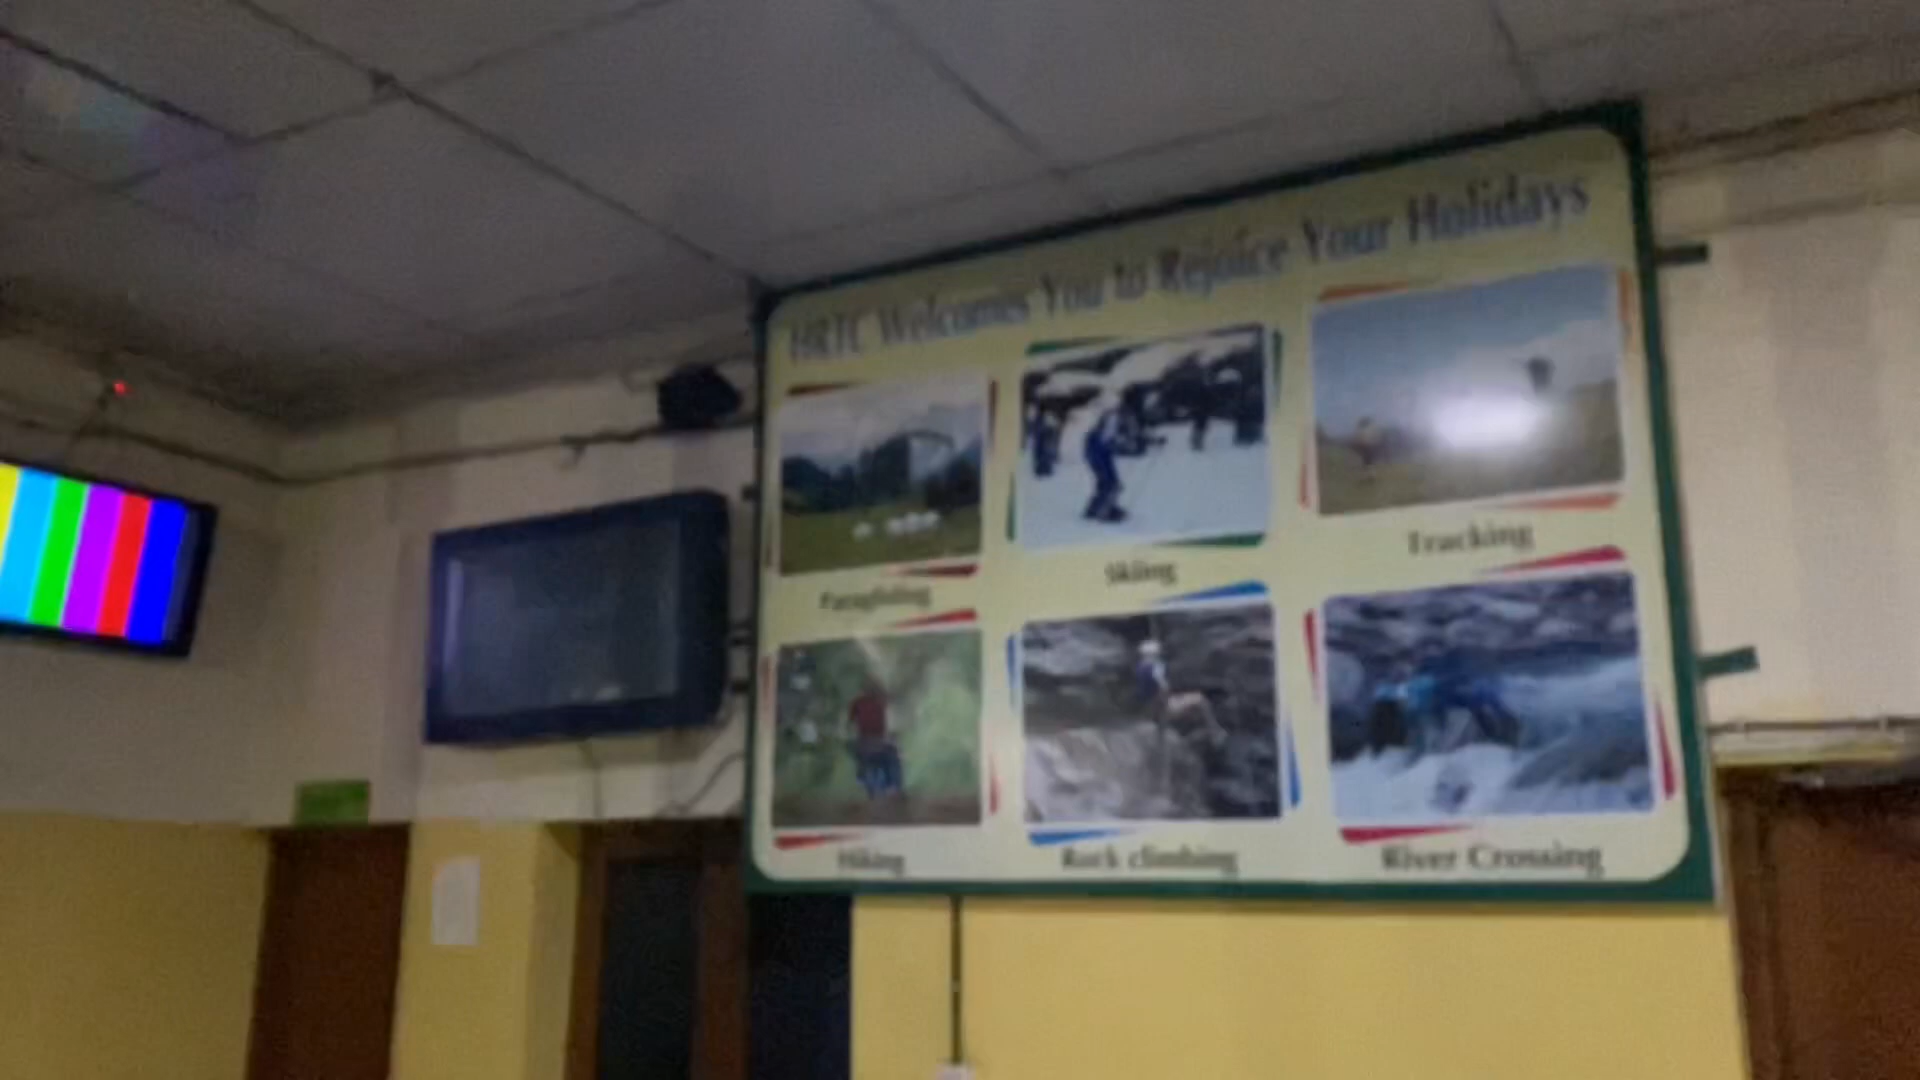 HRTC Welcomes You to Rejoice Your Holidays
Paragliding
Skiing
Tracking
Hiking
Rock climbing
River Crossing